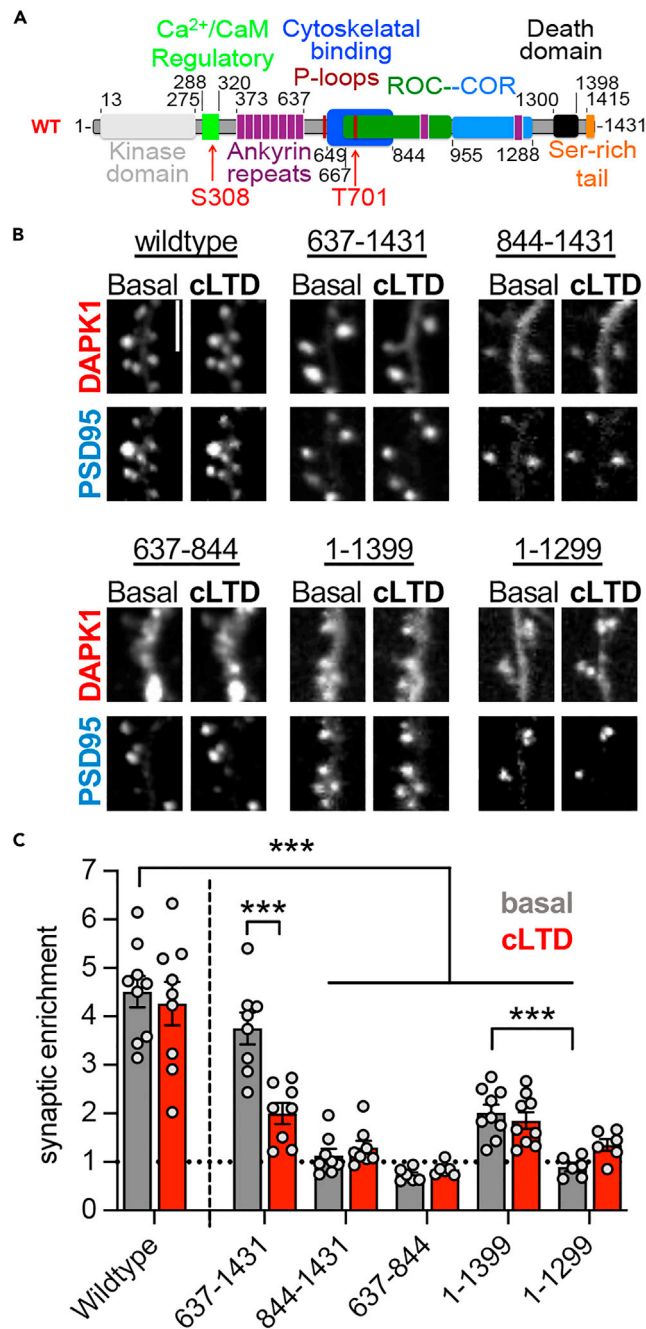 A
Ca2+/CaM Cytoskelatal Death
Regulatory binding domain
P-loops ROC--COR
288 320 1398
13 275 373 637 1300 1415
WT 1- -1431
Kinase Ankyrin 649 844 955 1288 Ser-rich
domain repeats 667 tail
S308 T701
B
wildtype 637-1431 844-1431
Basal cLTD Basal cLTD Basal cLTD
DAPK1
PSD95
637-844 1-1399 1-1299
Basal cLTD Basal cLTD Basal cLTD
DAPK1
PSD95
C
7
6
5
4
3
2
1
0
synaptic enrichment
***
***
***
basal
cLTD
Wildtype
637-1431
844-1431
637-844
1-1399
1-1299